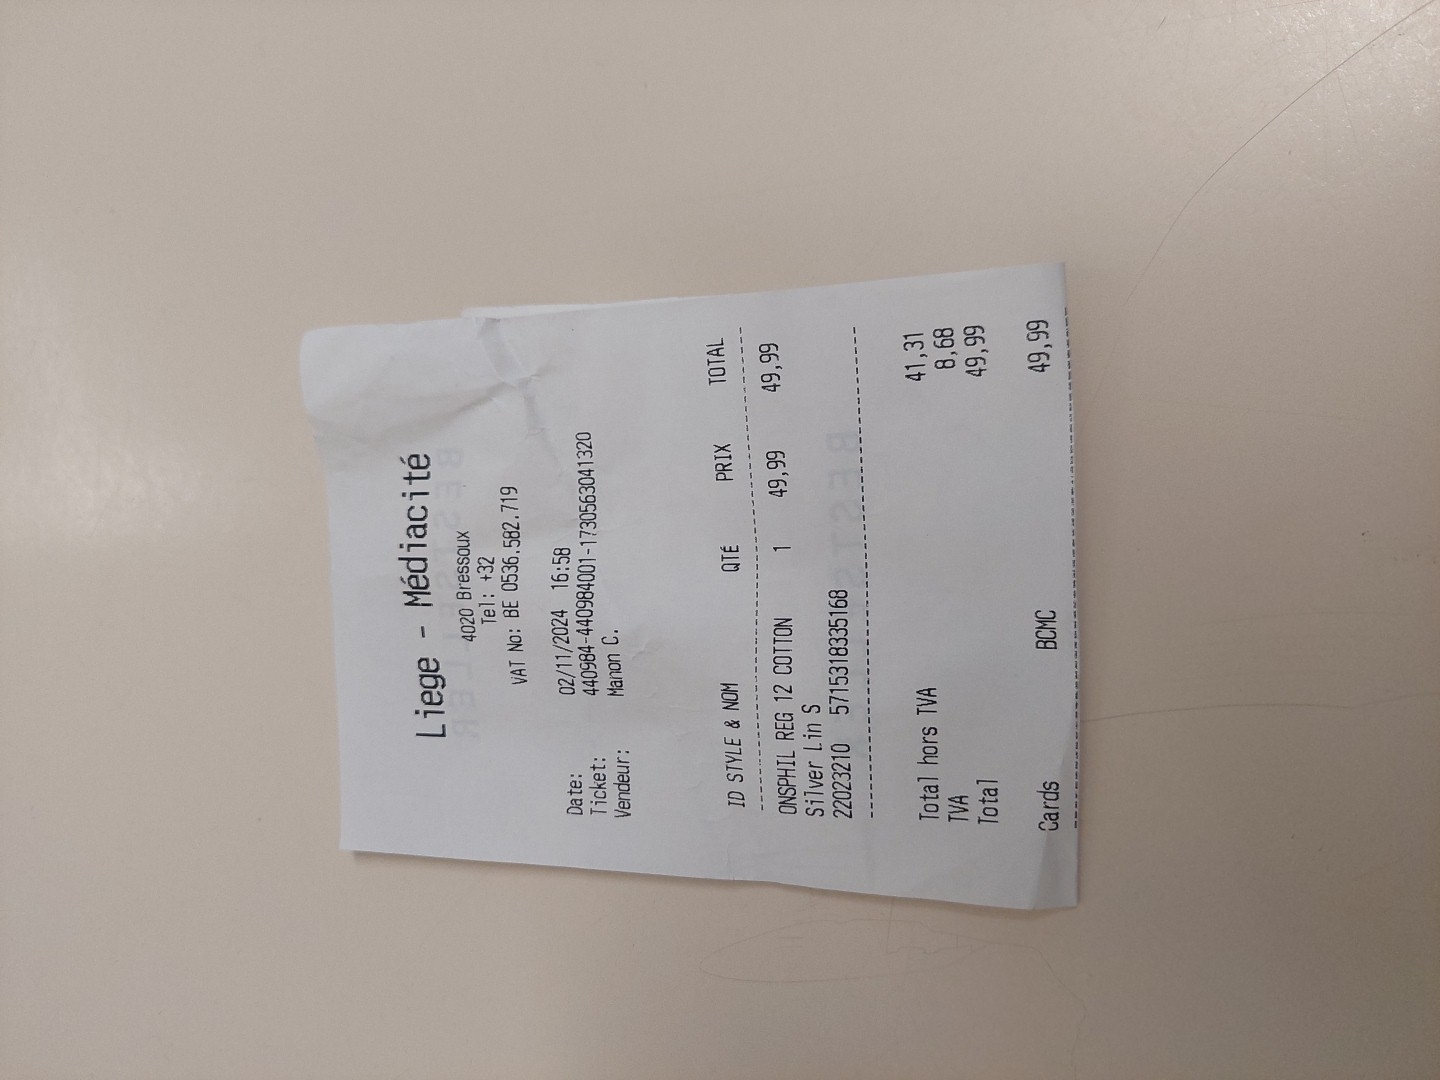 Liege - Médiacité
4020 Bressoux
Tel: +32
VAT No: BE 0536.582.719
Date: 02/11/2024 16:58
Ticket: 440984-440984001-1730563041320
Vendeur: Manon C.
ID STYLE & NOM QTÉ PRIX TOTAL
ONSPHIL REG 12 COTTON 1 49,99 49,99
Silver Lin S
22023210 5715318335168
Total hors TVA 41,31
TVA 8,68
Total 49,99
Cards BCMC 49,99